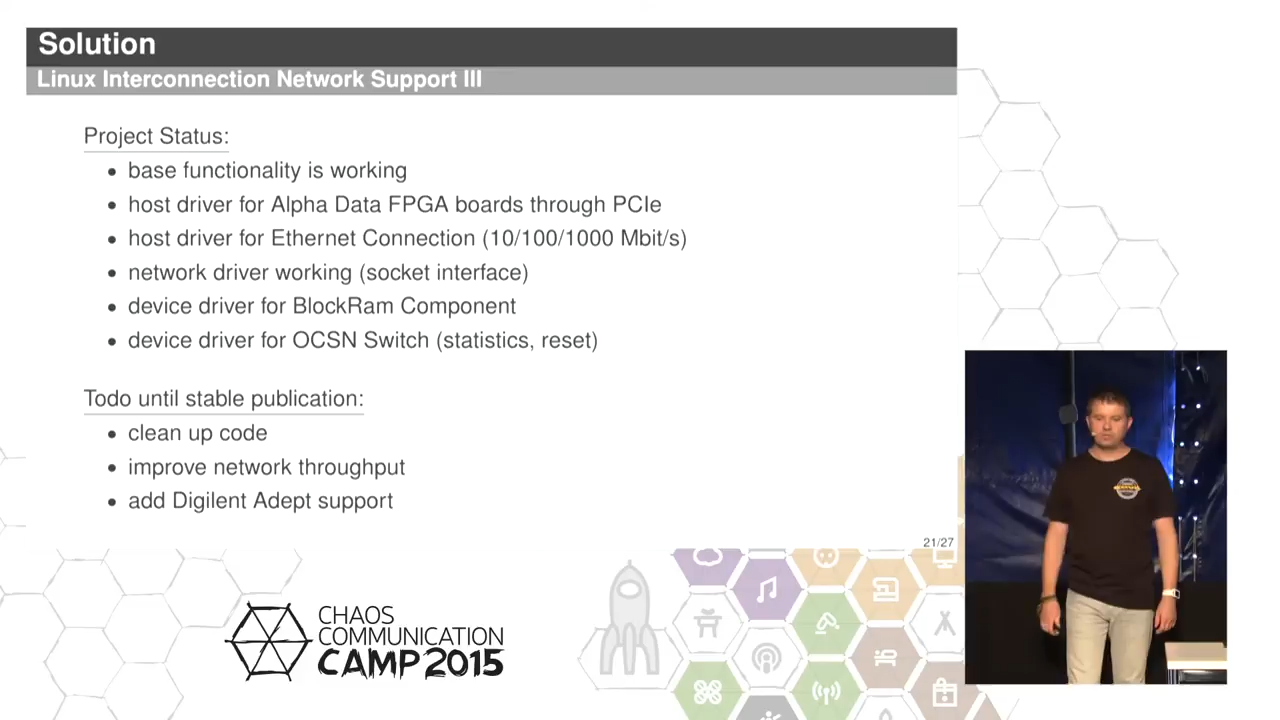 Solution
Linux Interconnection Network Support III
Project Status:
• base functionality is working
• host driver for Alpha Data FPGA boards through PCIe
• host driver for Ethernet Connection (10/100/1000 Mbit/s)
• network driver working (socket interface)
• device driver for BlockRam Component
• device driver for OCSN Switch (statistics, reset)
Todo until stable publication:
• clean up code
• improve network throughput
• add Digilent Adept support
21/27
CHAOS
COMMUNICATION
CAMP 2015